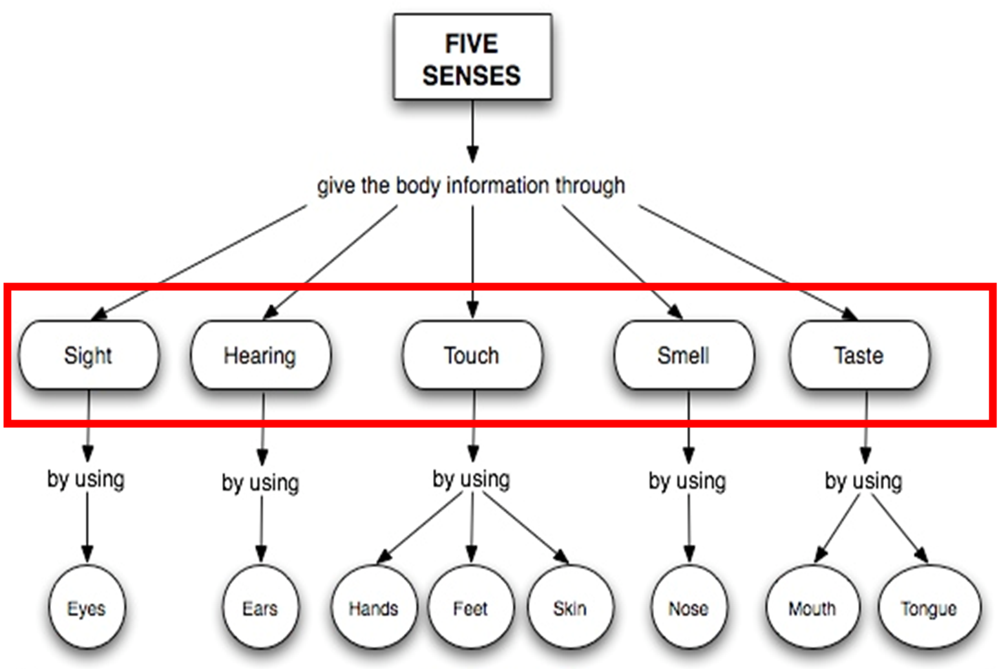 FIVE
SENSES
give the body information through
Sight
Hearing
Touch
Smell
Taste
by using
by using
by using
by using
by using
Eyes
Ears
Hands
Feet
Skin
Nose
Mouth
Tongue